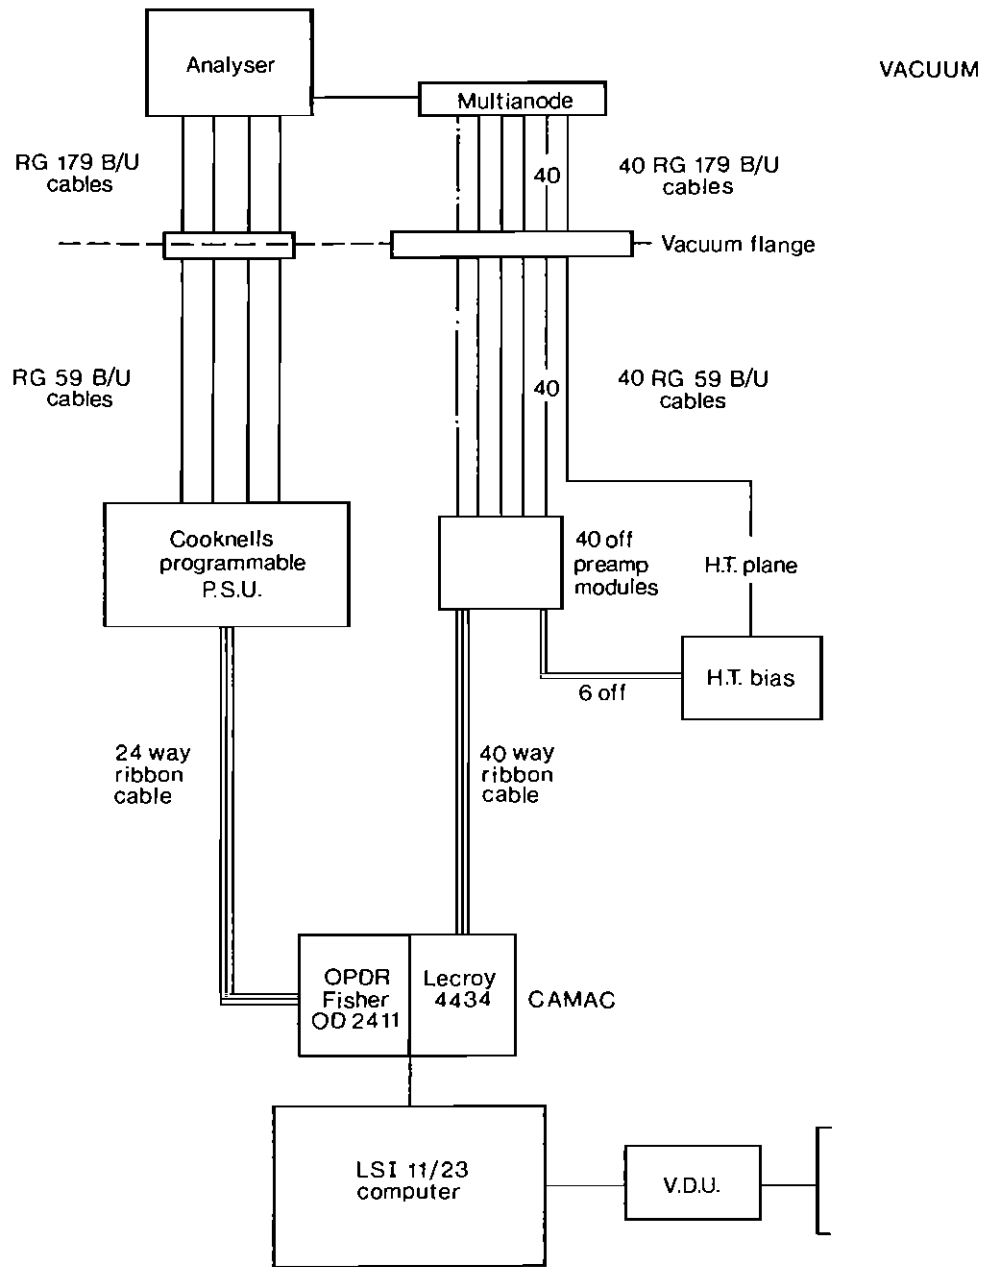 Analyser
VACUUM
Multianode
RG 179 B/U
cables
40
40 RG 179 B/U
cables
Vacuum flange
RG 59 B/U
cables
40
40 RG 59 B/U
cables
Cooknells
programmable
P.S.U.
40 off
preamp
modules
H.T. plane
H.T. bias
6 off
24 way
ribbon
cable
40 way
ribbon
cable
OPDR
Fisher
OD 2411
Lecroy
4434
CAMAC
LSI 11/23
computer
V.D.U.